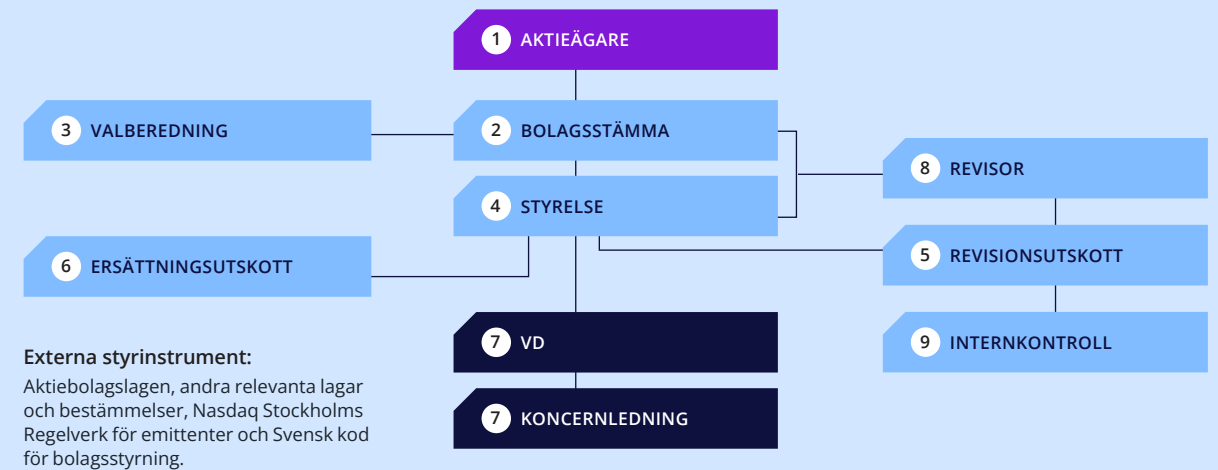 1 AKTIEÄGARE
3 VALBEREDNING
2 BOLAGSSTÄMMA
8 REVISOR
4 STYRELSE
6 ERSÄTTNINGSUTSKOTT
5 REVISIONSUTSKOTT
7 VD
9 INTERNKONTROLL
7 KONCERNLEDNING
Externa styrinstrument:
Aktiebolagslagen, andra relevanta lagar
och bestämmelser, Nasdaq Stockholms
Regelverk för emittenter och Svensk kod
för bolagsstyrning.